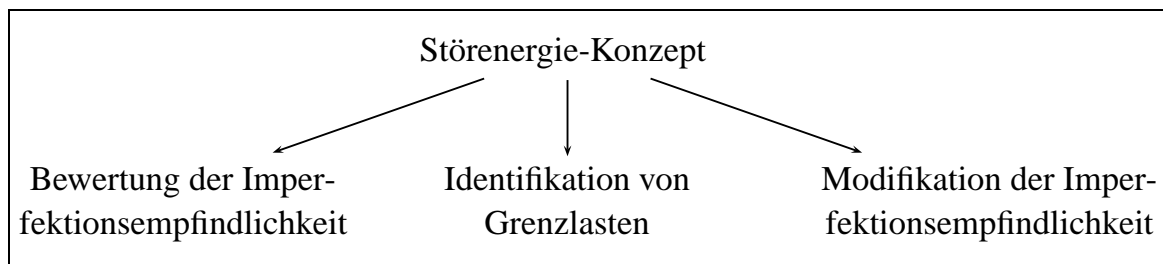 Störenergie-Konzept
Bewertung der Imper-
fektionsempfindlichkeit
Identifikation von
Grenzlasten
Modifikation der Imper-
fektionsempfindlichkeit